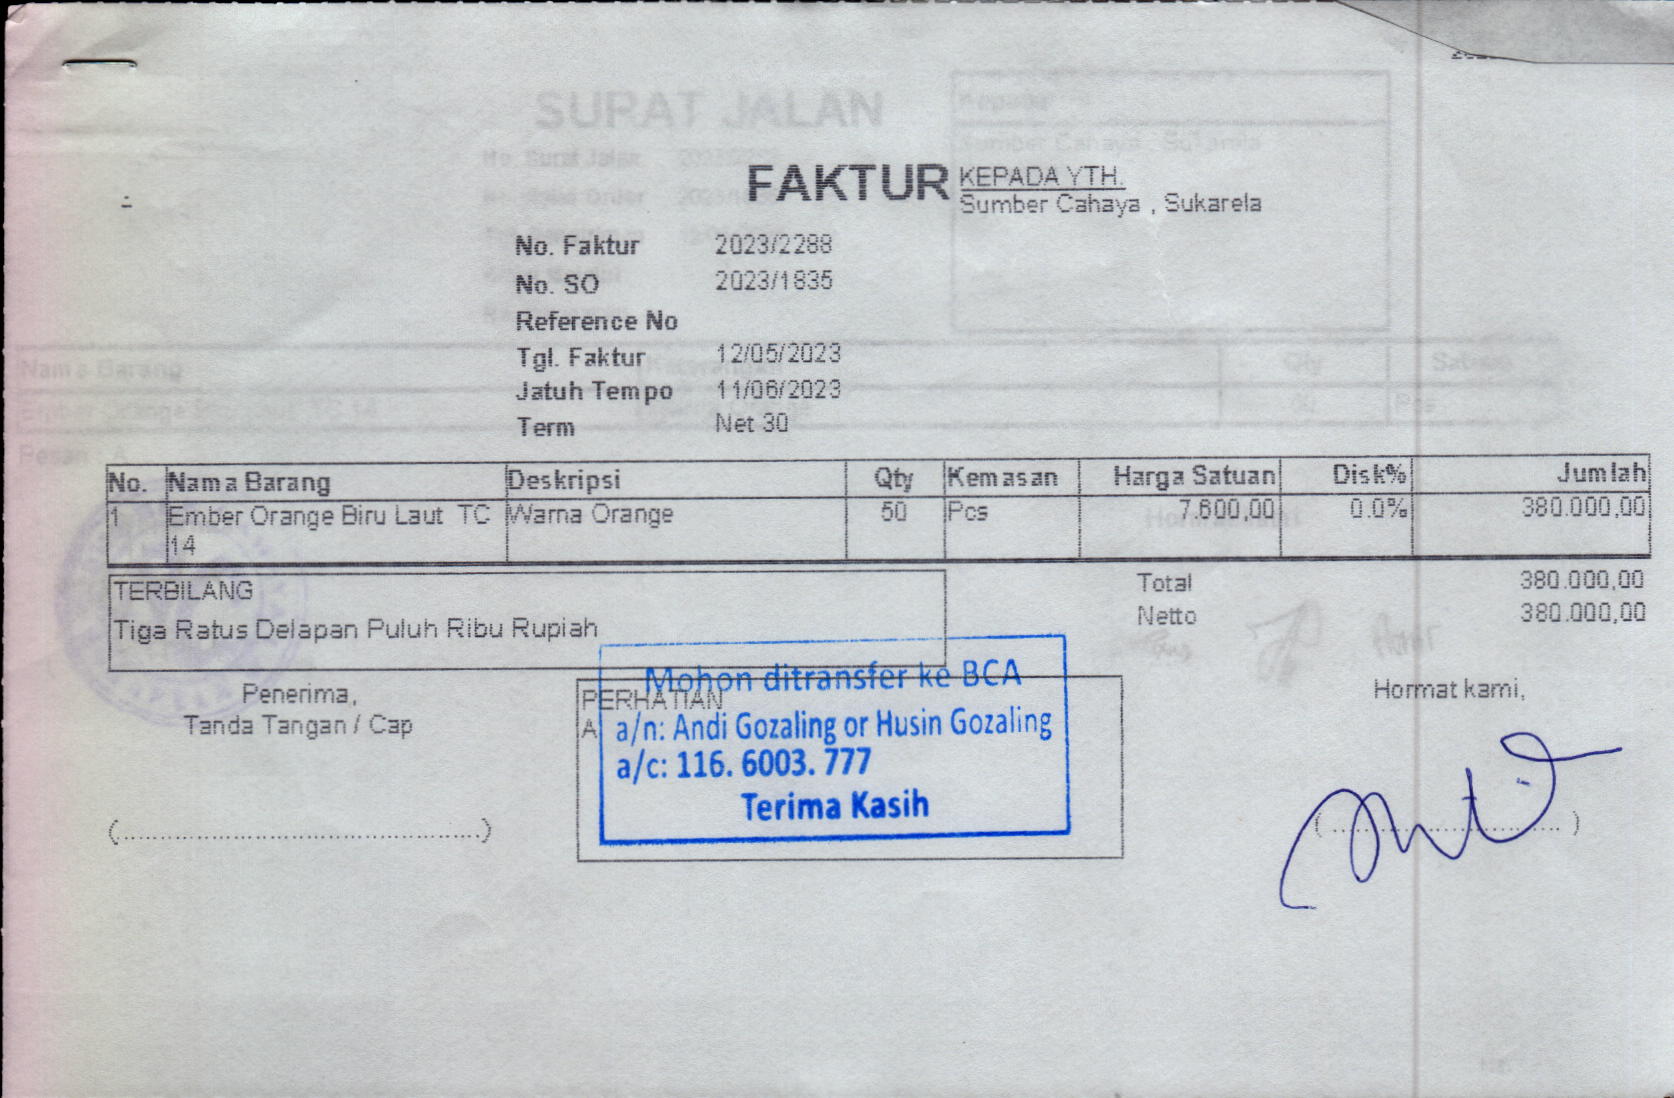 SURAT JALAN
FAKTUR
KEPADA YTH.
Sumber Cahaya , Sukarela
No. Faktur 2023/2288
No. SO 2023/1835
Reference No
Tgl. Faktur 12/05/2023
Jatuh Tempo 11/06/2023
Term Net 30
No. Nama Barang Deskripsi Qty Kemasan Harga Satuan Disk% Jumlah
1 Ember Orange Biru Laut TC Warna Orange 50 Pcs 7.600,00 0.0% 380.000,00
14
TERBILANG
Tiga Ratus Delapan Puluh Ribu Rupiah
Total 380.000,00
Netto 380.000,00
Penerima,
Tanda Tangan / Cap
PERHATIAN
A
Mohon ditransfer ke BCA
a/n: Andi Gozaling or Husin Gozaling
a/c: 116. 6003. 777
Terima Kasih
Hormat kami,
(..............................................)
(..............................)